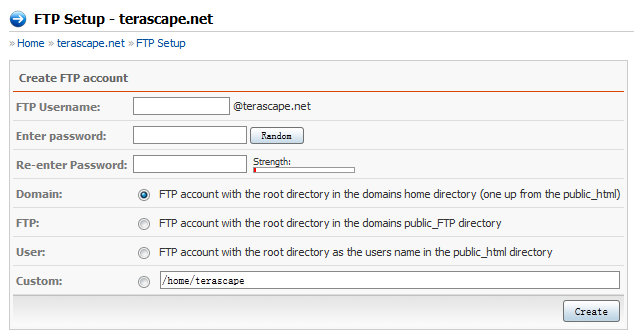 FTP Setup - terascape.net
» Home » terascape.net » FTP Setup
Create FTP account
FTP Username: @terascape.net
Enter password: Random
Re-enter Password: Strength:
Domain: FTP account with the root directory in the domains home directory (one up from the public_html)
FTP: FTP account with the root directory in the domains public_FTP directory
User: FTP account with the root directory as the users name in the public_html directory
Custom: /home/terascape
Create